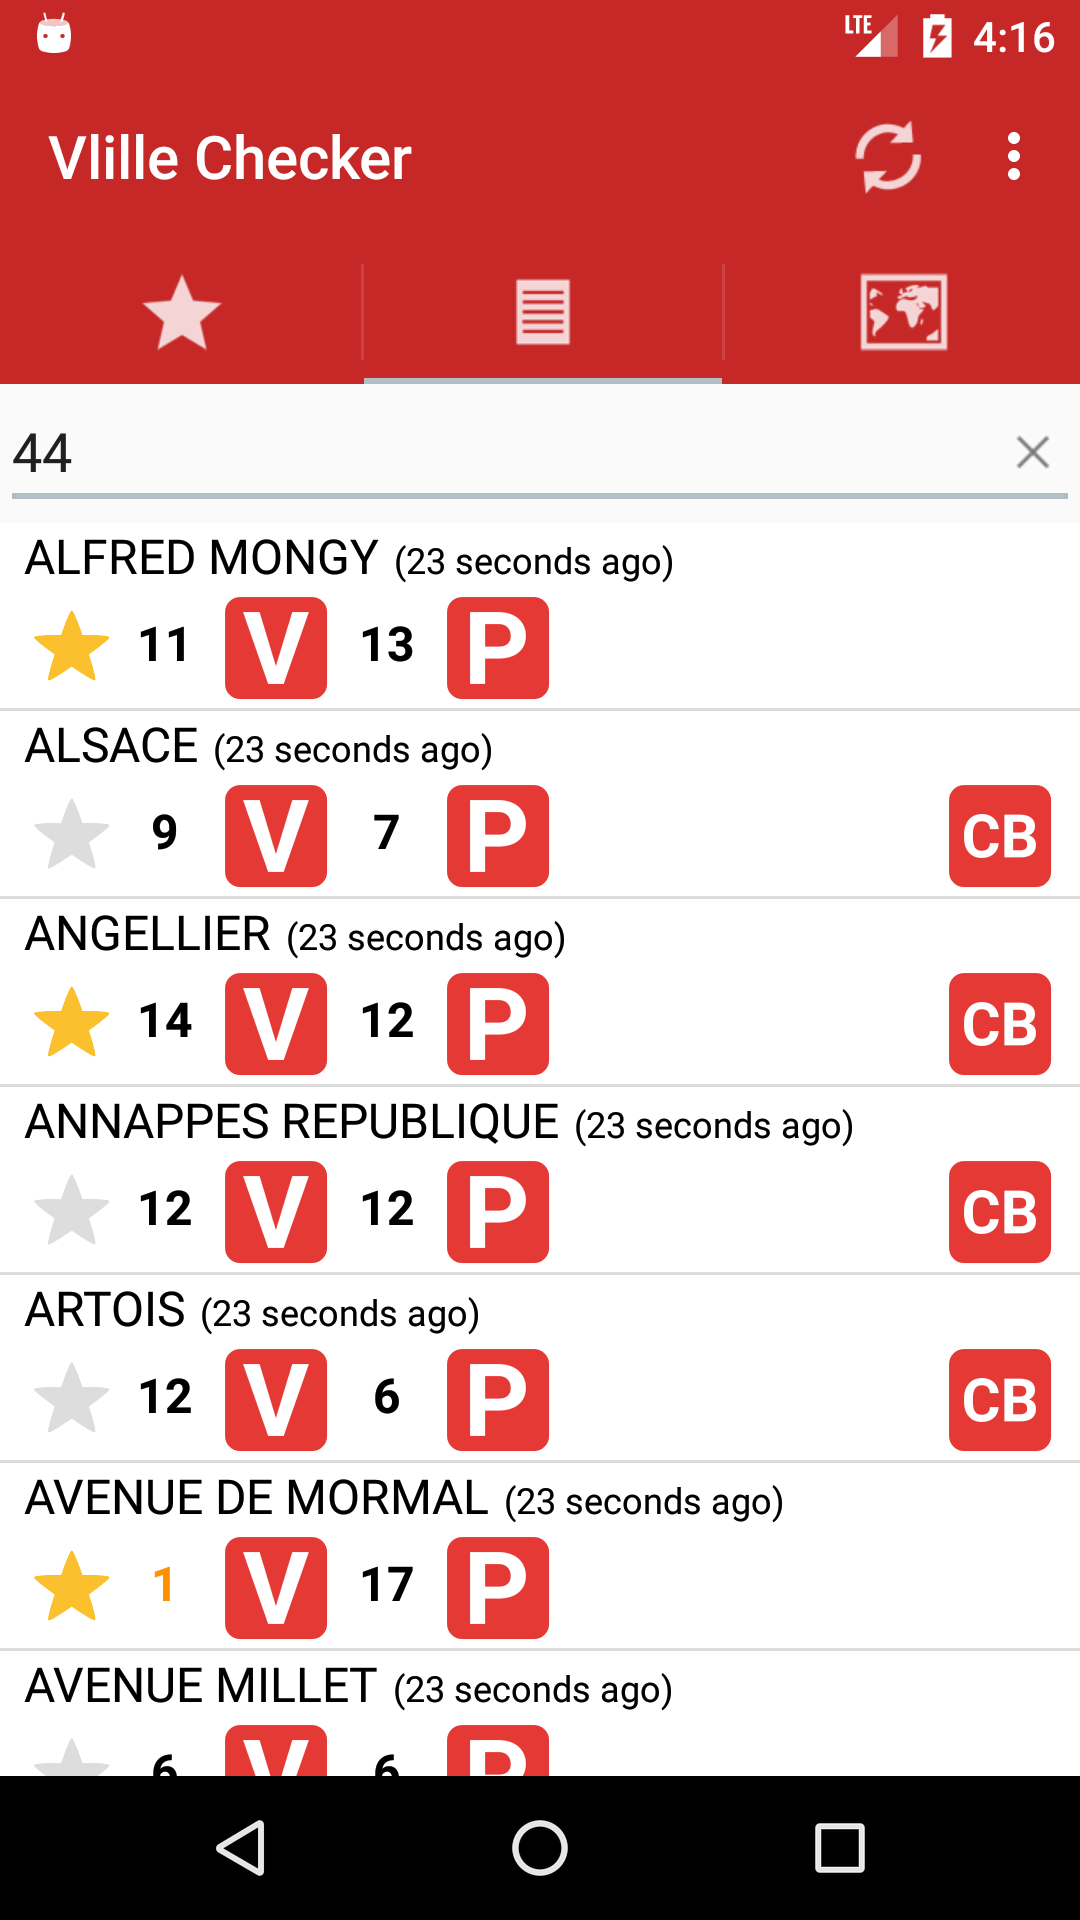 LTE 4:16
Vlille Checker
44
ALFRED MONGY (23 seconds ago)
11 V 13 P
ALSACE (23 seconds ago)
9 V 7 P CB
ANGELLIER (23 seconds ago)
14 V 12 P CB
ANNAPPES REPUBLIQUE (23 seconds ago)
12 V 12 P CB
ARTOIS (23 seconds ago)
12 V 6 P CB
AVENUE DE MORMAL (23 seconds ago)
1 V 17 P
AVENUE MILLET (23 seconds ago)
6 V 6 P